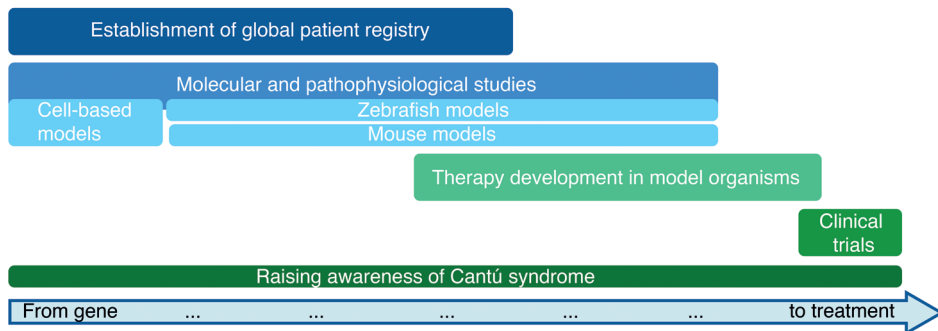 Establishment of global patient registry
Molecular and pathophysiological studies
Cell-based
models
Zebrafish models
Mouse models
Therapy development in model organisms
Clinical
trials
Raising awareness of Cantú syndrome
From gene ... ... ... ... ... to treatment